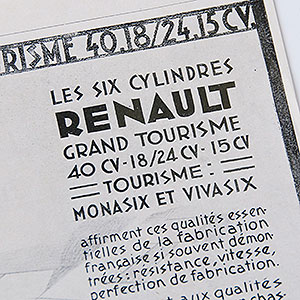 RISME 40.18/24.15 CV.
LES SIX CYLINDRES
RENAULT
GRAND TOURISME
40 CV-18/24 CV-15 CV
TOURISME:
MONASIX ET VIVASIX
affirment ces qualités essen-
tielles de la fabrication
française si souvent démon-
trées: résistance, vitesse,
perfection de fabrication.
aux qualités